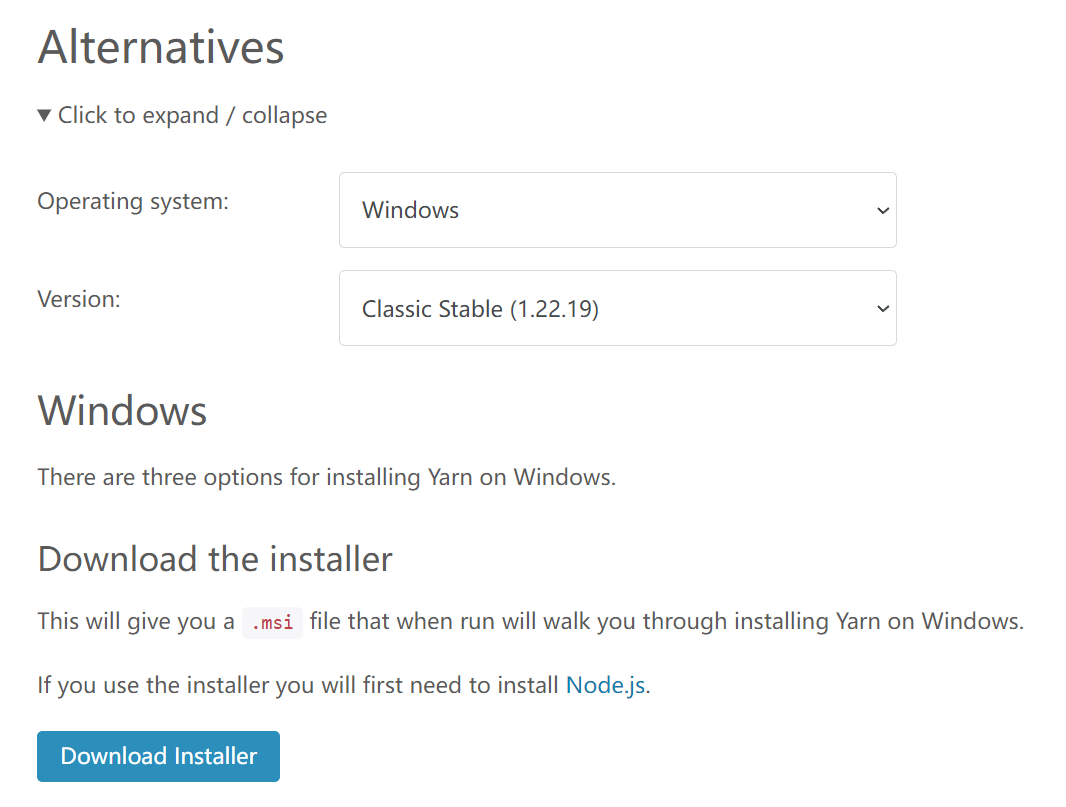 Alternatives
▼ Click to expand / collapse
Operating system:
Windows
Version:
Classic Stable (1.22.19)
Windows
There are three options for installing Yarn on Windows.
Download the installer
This will give you a .msi file that when run will walk you through installing Yarn on Windows.
If you use the installer you will first need to install Node.js.
Download Installer